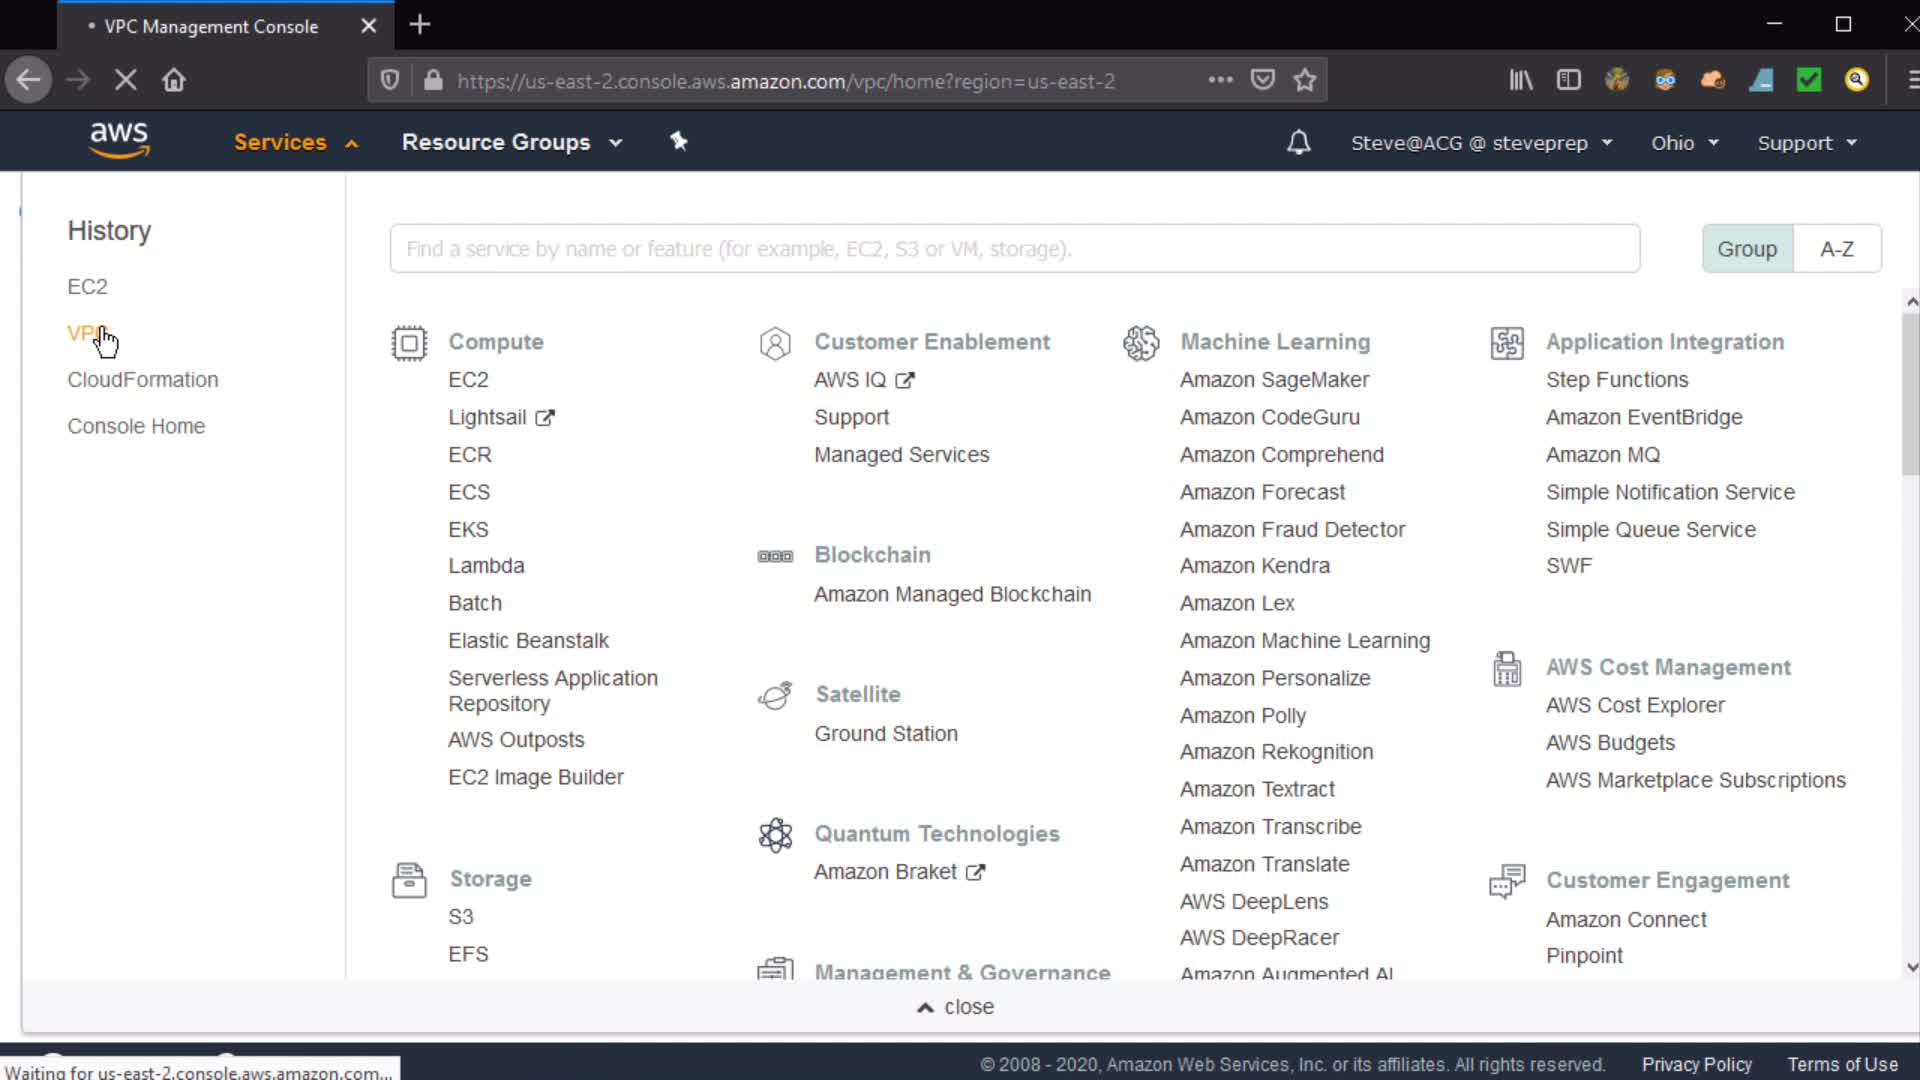 VPC Management Console
https://us-east-2.console.aws.amazon.com/vpc/home?region=us-east-2
aws
Services
Resource Groups
Steve@ACG @ steveprep
Ohio
Support
History
EC2
VPC
CloudFormation
Console Home
Find a service by name or feature (for example, EC2, S3 or VM, storage).
Group
A-Z
Compute
EC2
Lightsail
ECR
ECS
EKS
Lambda
Batch
Elastic Beanstalk
Serverless Application
Repository
AWS Outposts
EC2 Image Builder
Storage
S3
EFS
Customer Enablement
AWS IQ
Support
Managed Services
Blockchain
Amazon Managed Blockchain
Satellite
Ground Station
Quantum Technologies
Amazon Braket
Management & Governance
Machine Learning
Amazon SageMaker
Amazon CodeGuru
Amazon Comprehend
Amazon Forecast
Amazon Fraud Detector
Amazon Kendra
Amazon Lex
Amazon Machine Learning
Amazon Personalize
Amazon Polly
Amazon Rekognition
Amazon Textract
Amazon Transcribe
Amazon Translate
AWS DeepLens
AWS DeepRacer
Amazon Augmented AI
Application Integration
Step Functions
Amazon EventBridge
Amazon MQ
Simple Notification Service
Simple Queue Service
SWF
AWS Cost Management
AWS Cost Explorer
AWS Budgets
AWS Marketplace Subscriptions
Customer Engagement
Amazon Connect
Pinpoint
close
Waiting for us-east-2.console.aws.amazon.com...
© 2008 - 2020, Amazon Web Services, Inc. or its affiliates. All rights reserved.
Privacy Policy
Terms of Use